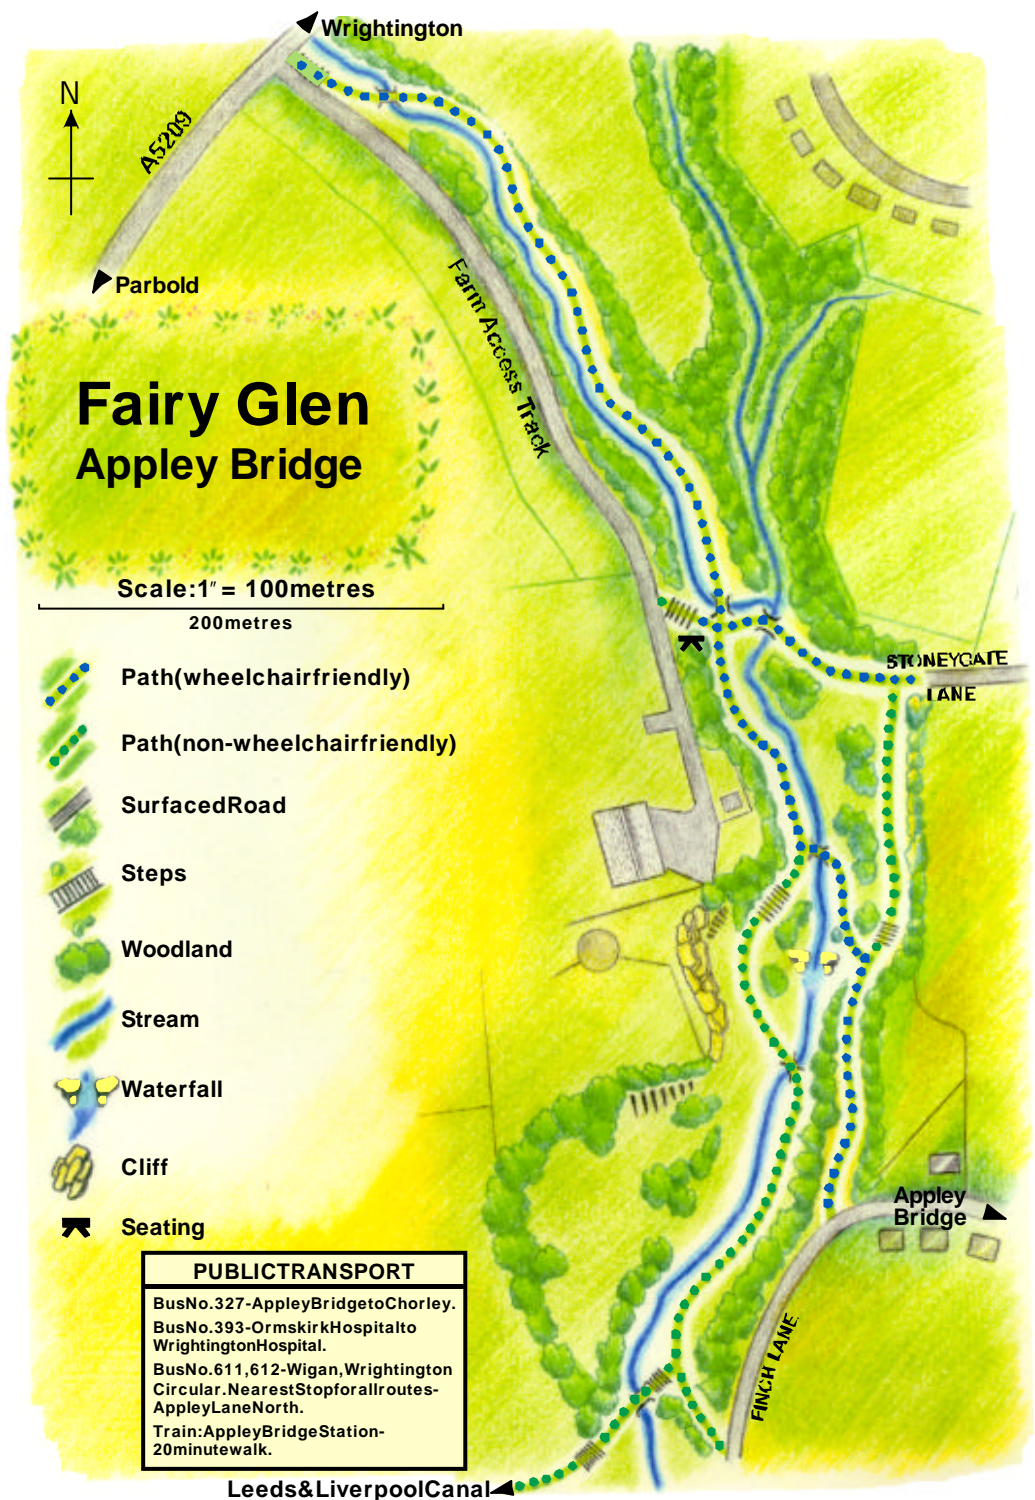 Wrightington
N
A5209
Parbold
Farm Access Track
Fairy Glen
Appley Bridge
Scale:1″= 100metres
200metres
STONEYGATE
LANE
Path(wheelchairfriendly)
Path(non-wheelchairfriendly)
SurfacedRoad
Steps
Woodland
Stream
Waterfall
Cliff
Seating
Appley
Bridge
FINCH LANE
PUBLICTRANSPORT
BusNo.327-AppleyBridgetoChorley.
BusNo.393-OrmskirkHospitalto
WrightingtonHospital.
BusNo.611,612-Wigan,Wrightington
Circular.NearestStopforallroutes-
AppleyLaneNorth.
Train:AppleyBridgeStation-
20minutewalk.
Leeds&LiverpoolCanal